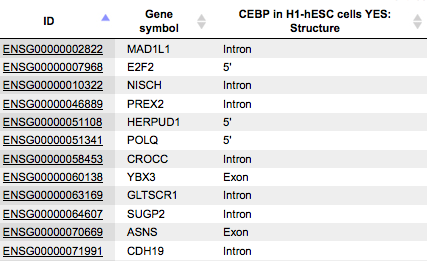 ID Gene symbol CEBP in H1-hESC cells YES: Structure
ENSG00000002822 MAD1L1 Intron
ENSG00000007968 E2F2 5'
ENSG00000010322 NISCH Intron
ENSG00000046889 PREX2 Intron
ENSG00000051108 HERPUD1 5'
ENSG00000051341 POLQ 5'
ENSG00000058453 CROCC Intron
ENSG00000060138 YBX3 Exon
ENSG00000063169 GLTSCR1 Intron
ENSG00000064607 SUGP2 Intron
ENSG00000070669 ASNS Exon
ENSG00000071991 CDH19 Intron